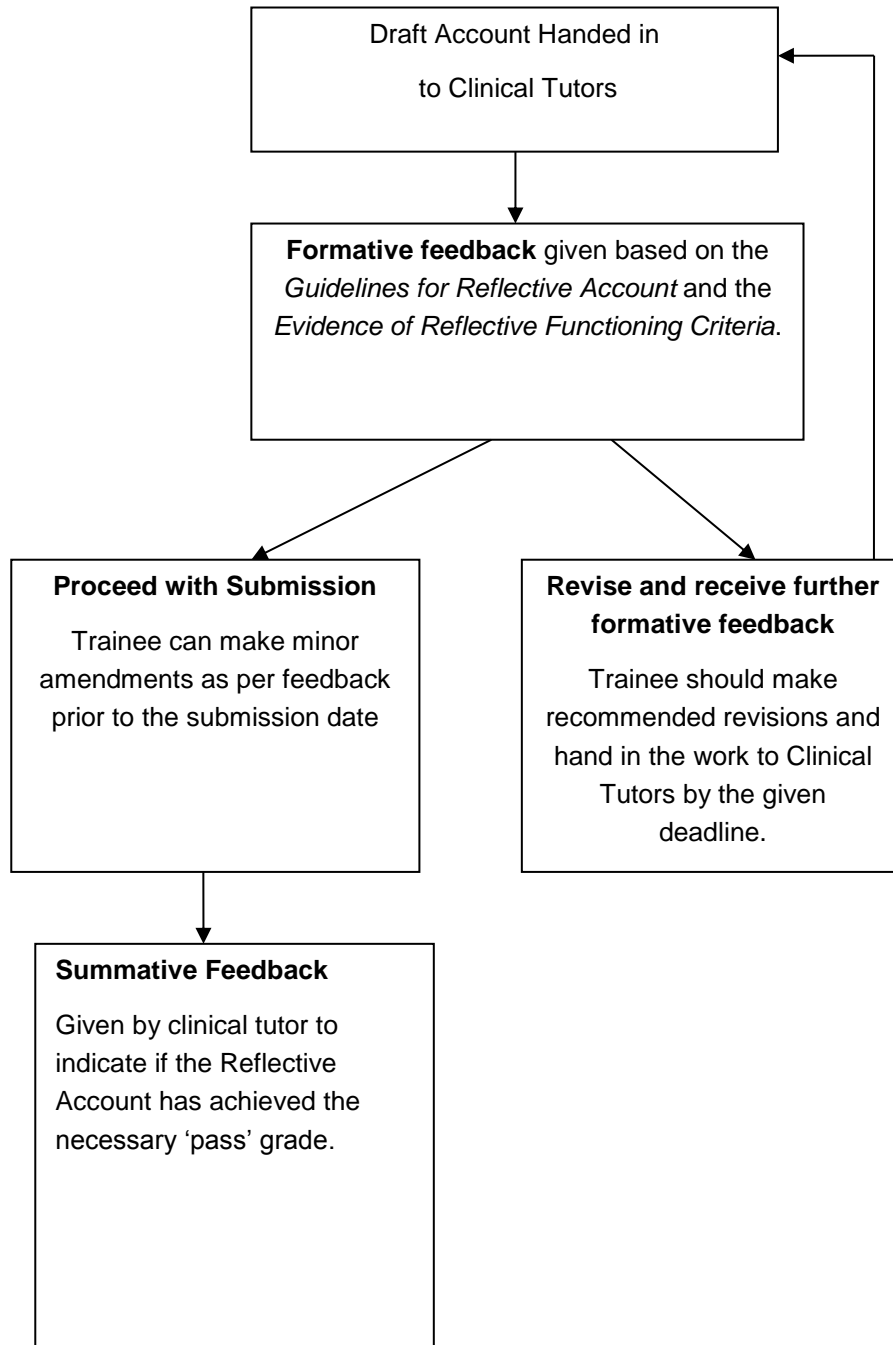 Draft Account Handed in
to Clinical Tutors
Formative feedback given based on the
Guidelines for Reflective Account and the
Evidence of Reflective Functioning Criteria.
Proceed with Submission
Trainee can make minor
amendments as per feedback
prior to the submission date
Revise and receive further
formative feedback
Trainee should make
recommended revisions and
hand in the work to Clinical
Tutors by the given
deadline.
Summative Feedback
Given by clinical tutor to
indicate if the Reflective
Account has achieved the
necessary ‘pass’ grade.